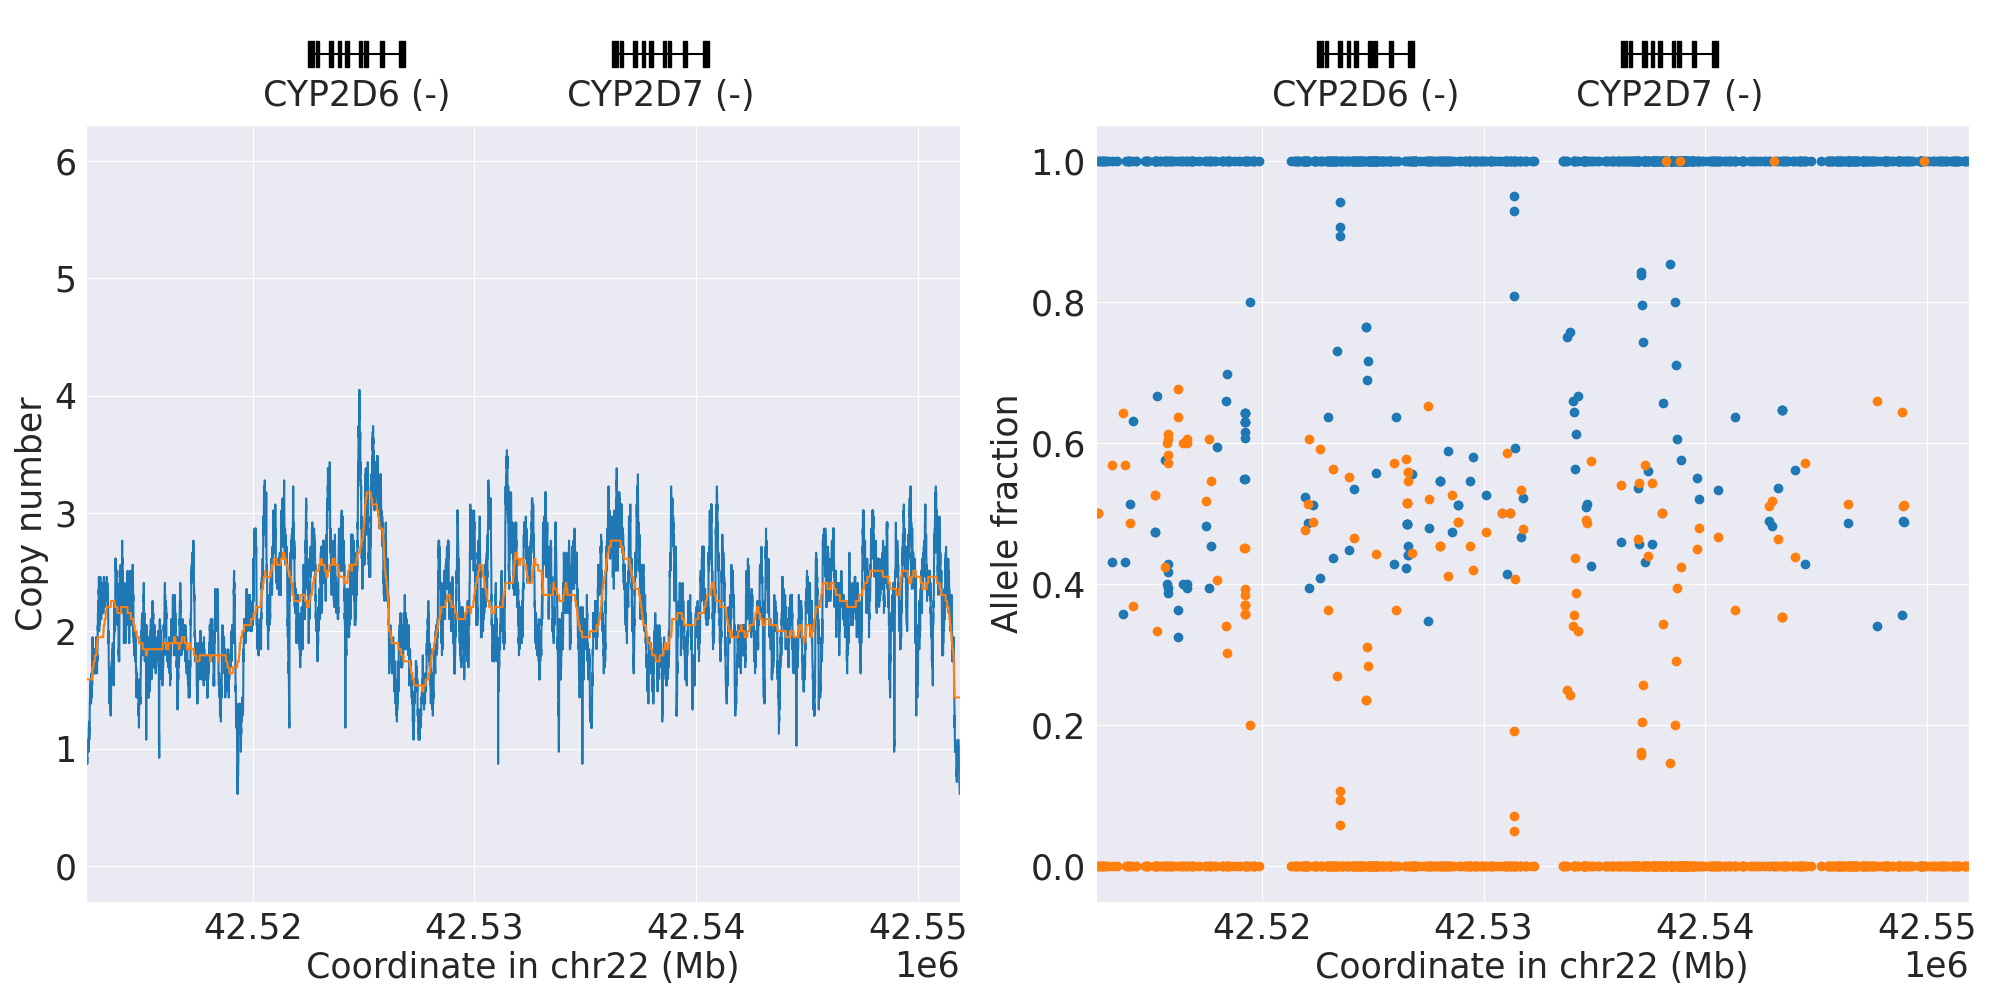 CYP2D6 (-) CYP2D7 (-)
Copy number
6
5
4
3
2
1
0
42.52 42.53 42.54 42.55
Coordinate in chr22 (Mb)
1e6
CYP2D6 (-) CYP2D7 (-)
Allele fraction
1.0
0.8
0.6
0.4
0.2
0.0
42.52 42.53 42.54 42.55
Coordinate in chr22 (Mb)
1e6